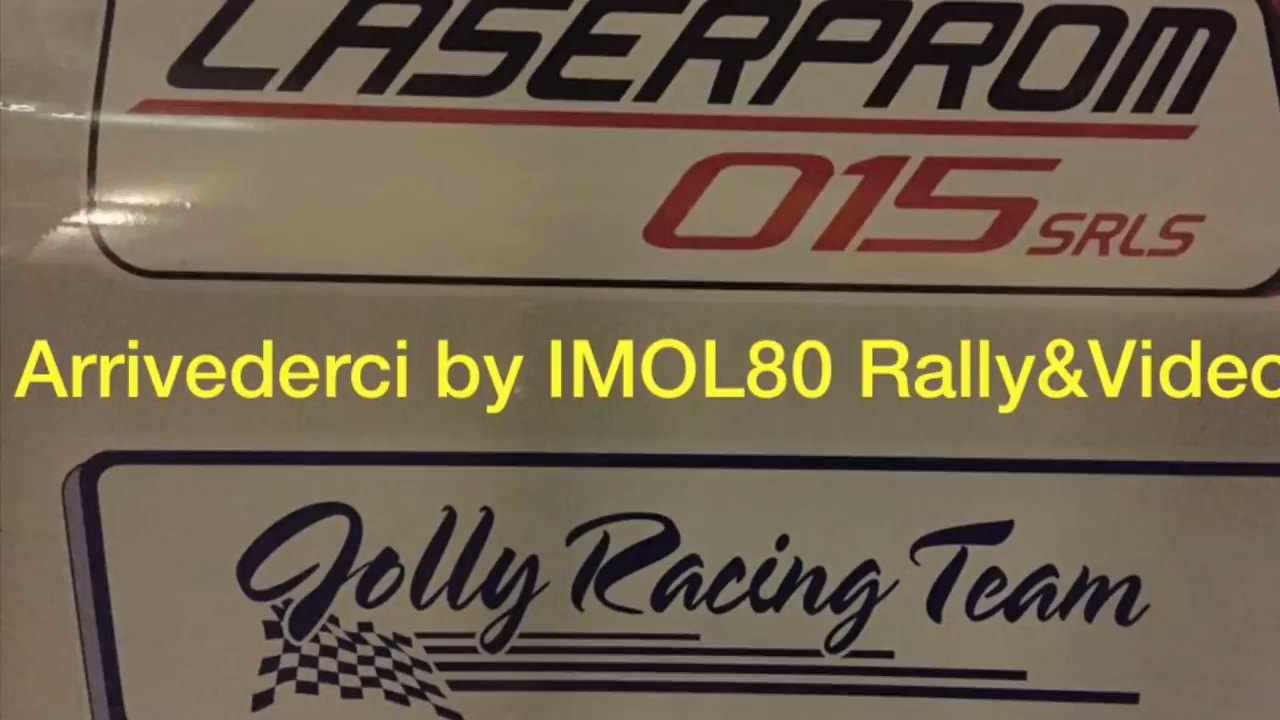 LASERPROM
015 SRLS
Arrivederci by IMOL80 Rally&Video
Jolly Racing Team